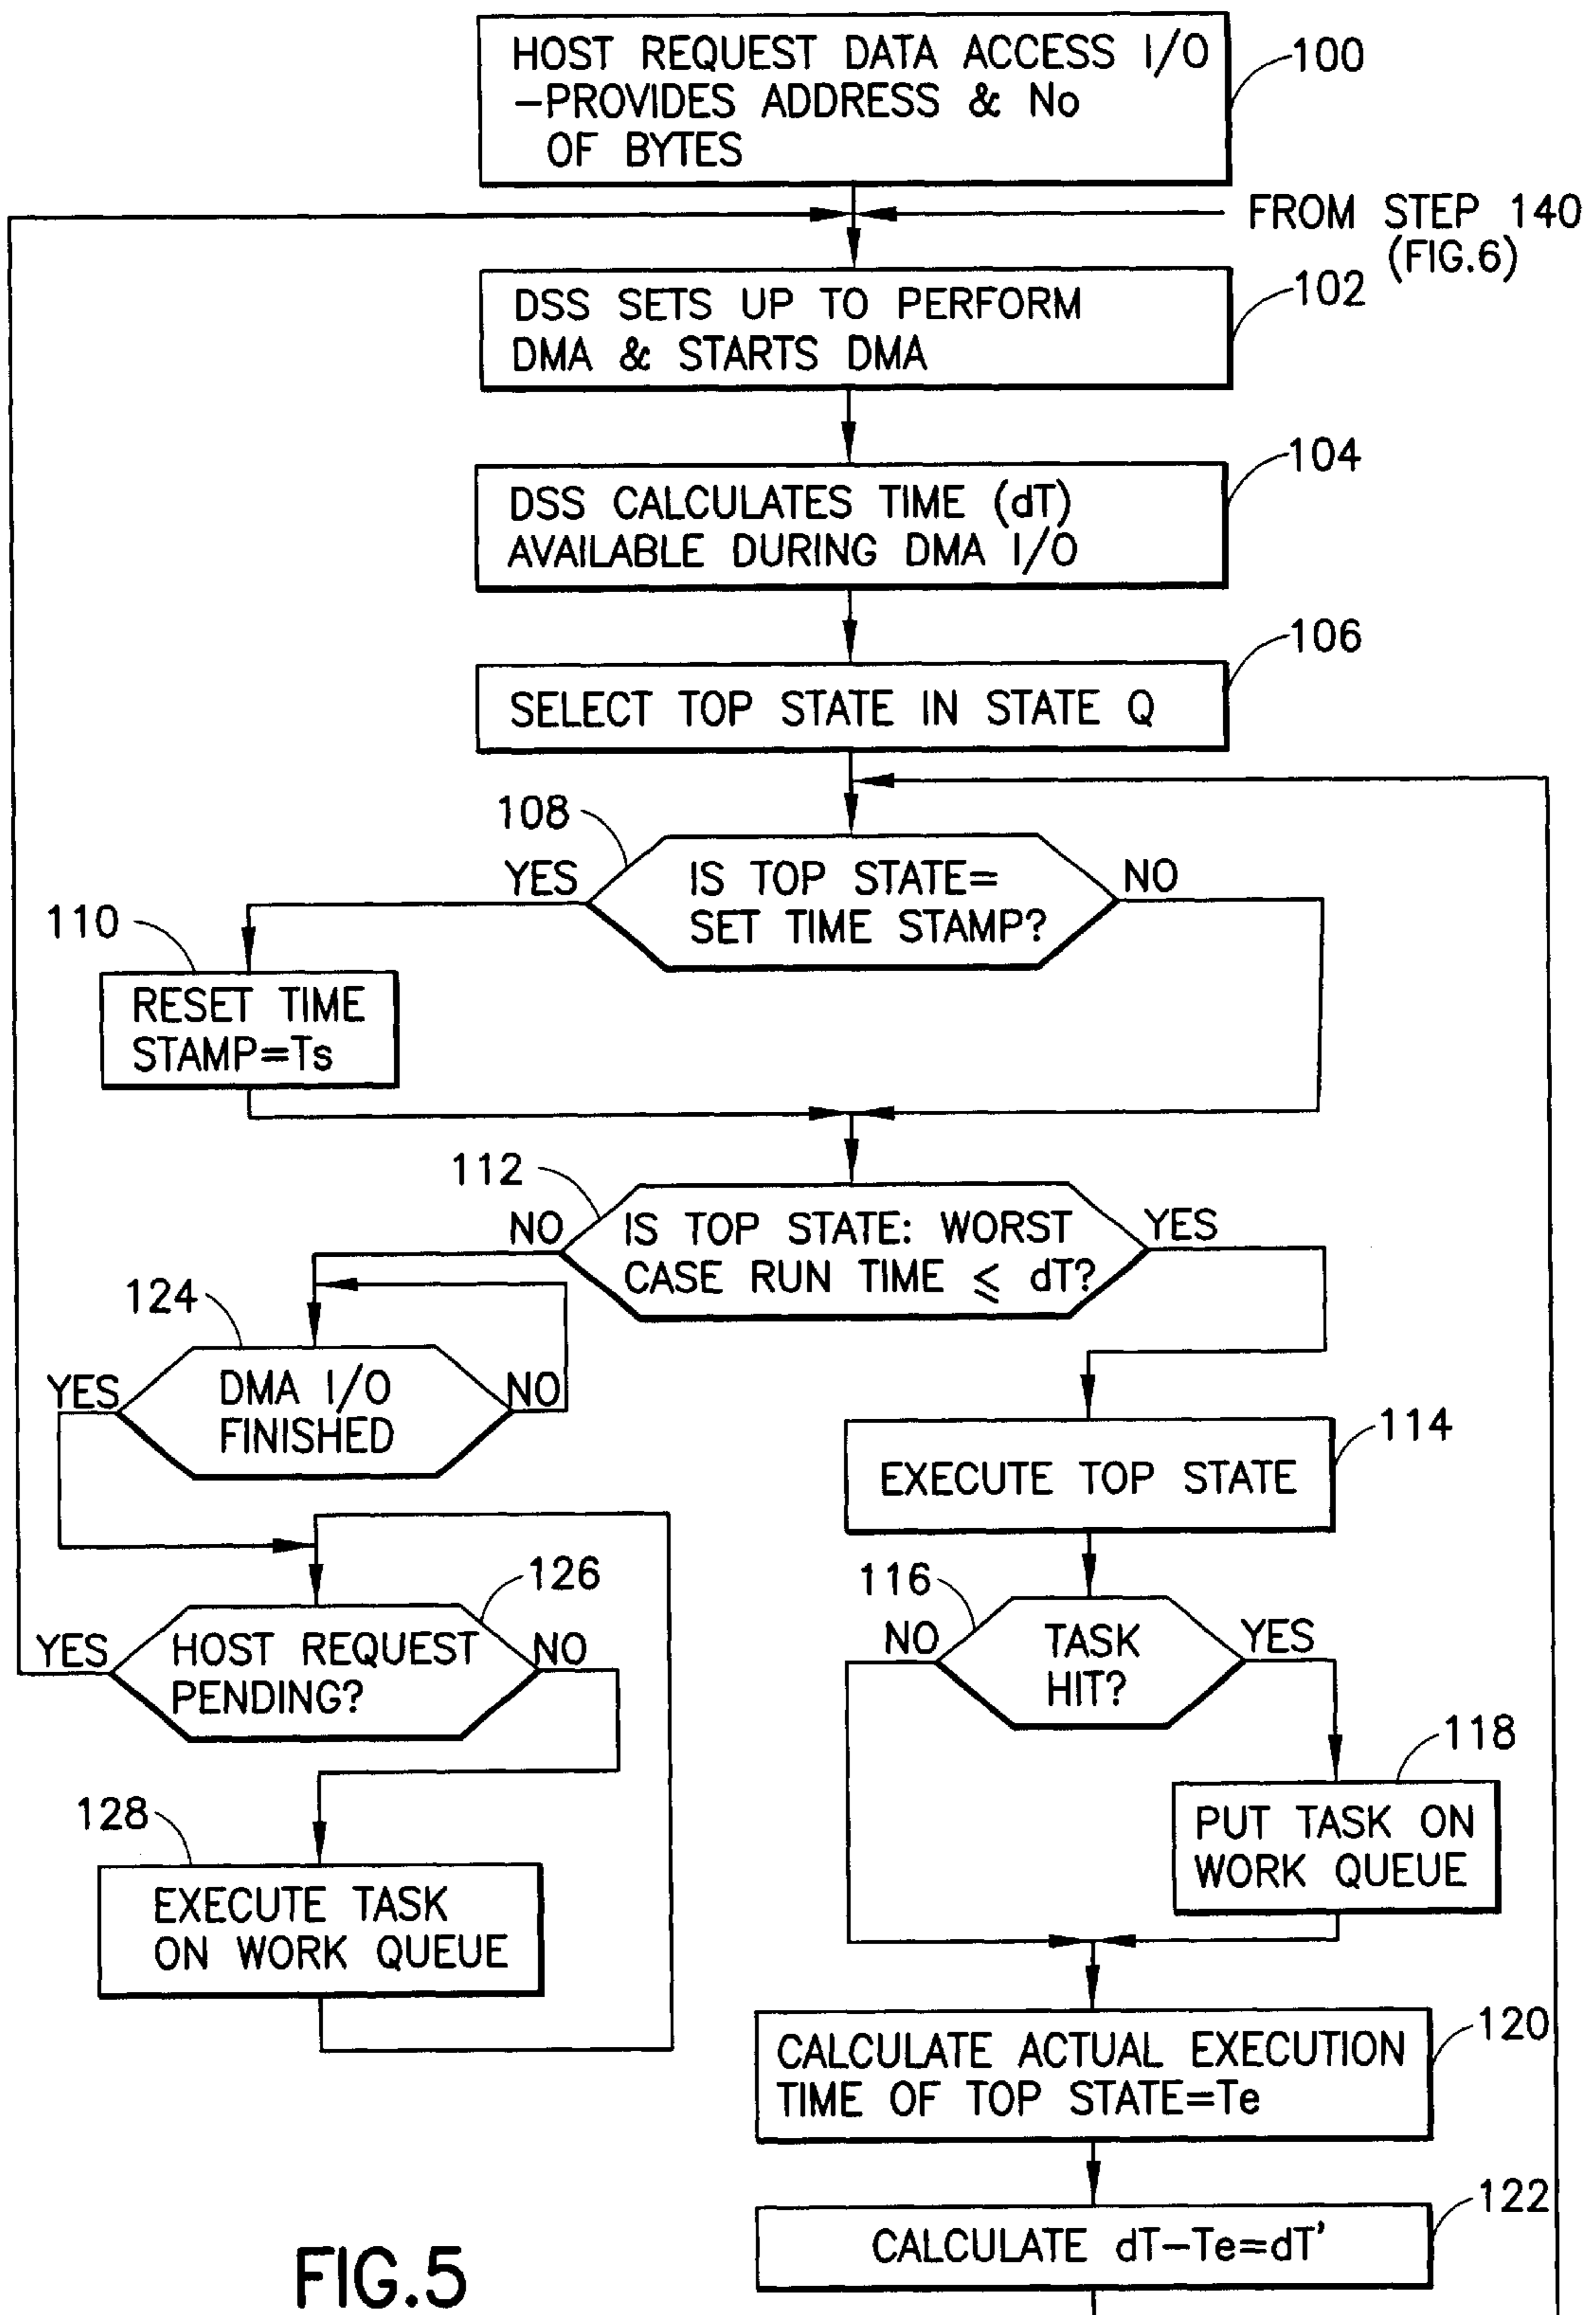 HOST REQUEST DATA ACCESS I/O
-PROVIDES ADDRESS & No
OF BYTES
100
FROM STEP 140
(FIG.6)
DSS SETS UP TO PERFORM
DMA & STARTS DMA
102
DSS CALCULATES TIME (dT)
AVAILABLE DURING DMA I/O
104
SELECT TOP STATE IN STATE Q
106
108
YES
IS TOP STATE=
SET TIME STAMP?
NO
110
RESET TIME
STAMP=Ts
112
NO
IS TOP STATE: WORST
CASE RUN TIME ≤ dT?
YES
124
YES
DMA I/O
FINISHED
NO
EXECUTE TOP STATE
114
126
YES
HOST REQUEST
PENDING?
NO
116
NO
TASK
HIT?
YES
118
PUT TASK ON
WORK QUEUE
128
EXECUTE TASK
ON WORK QUEUE
CALCULATE ACTUAL EXECUTION
TIME OF TOP STATE=Te
120
CALCULATE dT-Te=dT'
122
FIG.5